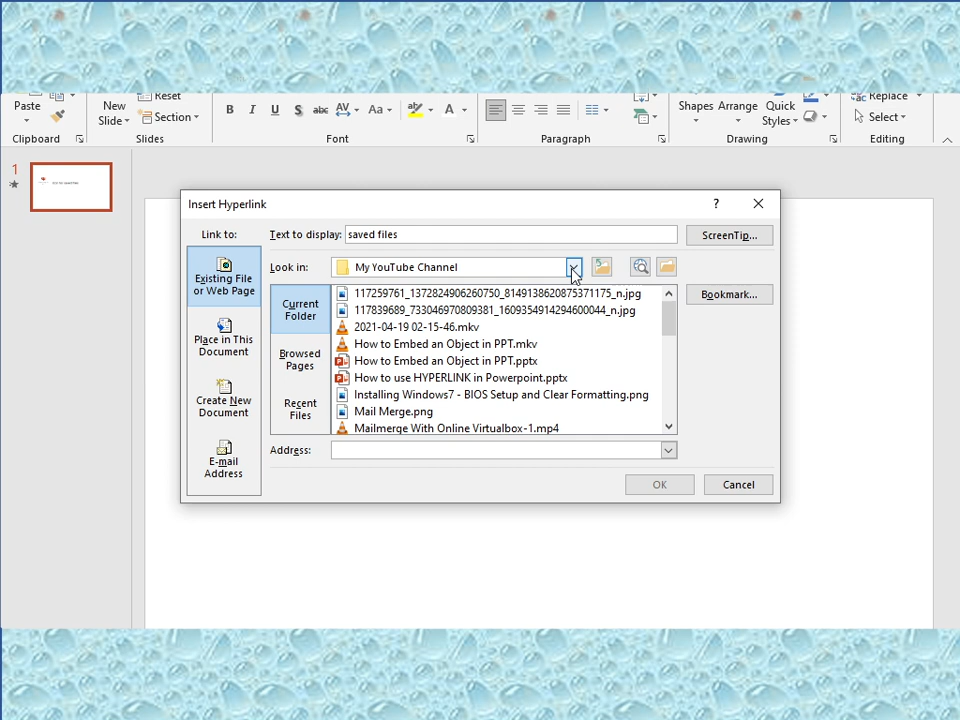 Paste
New
Slide
Reset
Section
B I U S abc AV Aa A
Shapes Arrange Quick
Styles
Replace
Select
Clipboard Slides Font Paragraph Drawing Editing
1
Insert Hyperlink ?
Link to: Text to display: saved files ScreenTip...
Existing File
or Web Page
Place in This
Document
Create New
Document
E-mail
Address
Look in: My YouTube Channel
Current
Folder
Browsed
Pages
Recent
Files
117259761_1372824906260750_8149138620875371175_n.jpg
117839689_733046970809381_1609354914294600044_n.jpg
2021-04-19 02-15-46.mkv
How to Embed an Object in PPT.mkv
How to Embed an Object in PPT.pptx
How to use HYPERLINK in Powerpoint.pptx
Installing Windows7 - BIOS Setup and Clear Formatting.png
Mail Merge.png
Mailmerge With Online Virtualbox-1.mp4
Bookmark...
Address:
OK Cancel